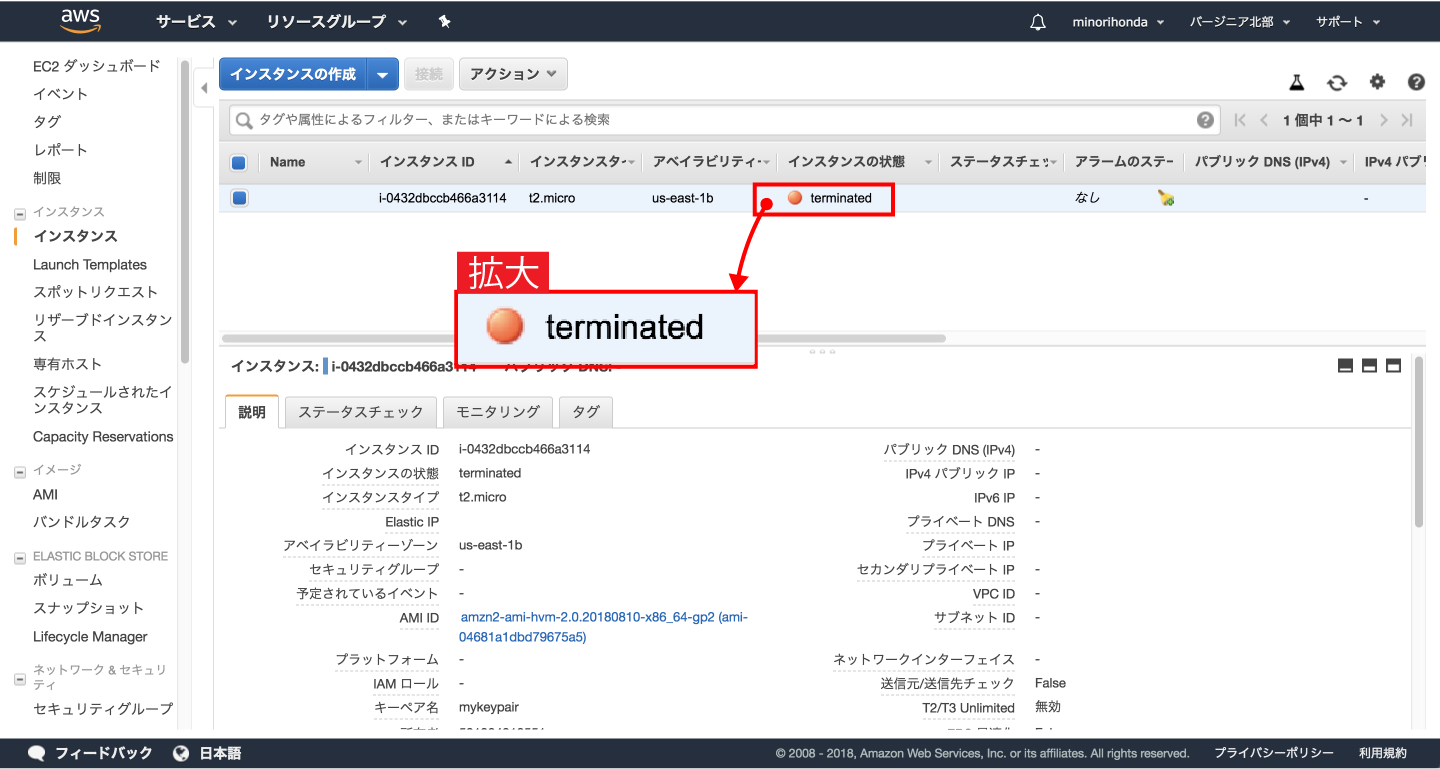 aws サービス リソースグループ minorihonda バージニア北部 サポート
EC2 ダッシュボード
イベント
タグ
レポート
制限
インスタンス
インスタンス
Launch Templates
スポットリクエスト
リザーブドインスタン
ス
専有ホスト
スケジュールされたイ
ンスタンス
Capacity Reservations
イメージ
AMI
バンドルタスク
ELASTIC BLOCK STORE
ボリューム
スナップショット
Lifecycle Manager
ネットワーク & セキュリ
ティ
セキュリティグループ
インスタンスの作成 接続 アクション
タグや属性によるフィルター、またはキーワードによる検索 1 個中 1 ~ 1
Name インスタンス ID インスタンスタ アベイラビリティ インスタンスの状態 ステータスチェッ アラームのステー パブリック DNS (IPv4) IPv4 パブ
i-0432dbccb466a3114 t2.micro us-east-1b terminated なし -
拡大
terminated
インスタンス: i-0432dbccb466a3114 パブリック DNS:
説明 ステータスチェック モニタリング タグ
インスタンス ID i-0432dbccb466a3114 パブリック DNS (IPv4) -
インスタンスの状態 terminated IPv4 パブリック IP -
インスタンスタイプ t2.micro IPv6 IP -
Elastic IP プライベート DNS -
アベイラビリティーゾーン us-east-1b プライベート IP -
セキュリティグループ - セカンダリプライベート IP -
予定されているイベント - VPC ID -
AMI ID amzn2-ami-hvm-2.0.20180810-x86_64-gp2 (ami- サブネット ID -
04681a1dbd79675a5)
プラットフォーム - ネットワークインターフェイス -
IAM ロール - 送信元/送信先チェック False
キーペア名 mykeypair T2/T3 Unlimited 無効
フィードバック 日本語 © 2008 - 2018, Amazon Web Services, Inc. or its affiliates. All rights reserved. プライバシーポリシー 利用規約